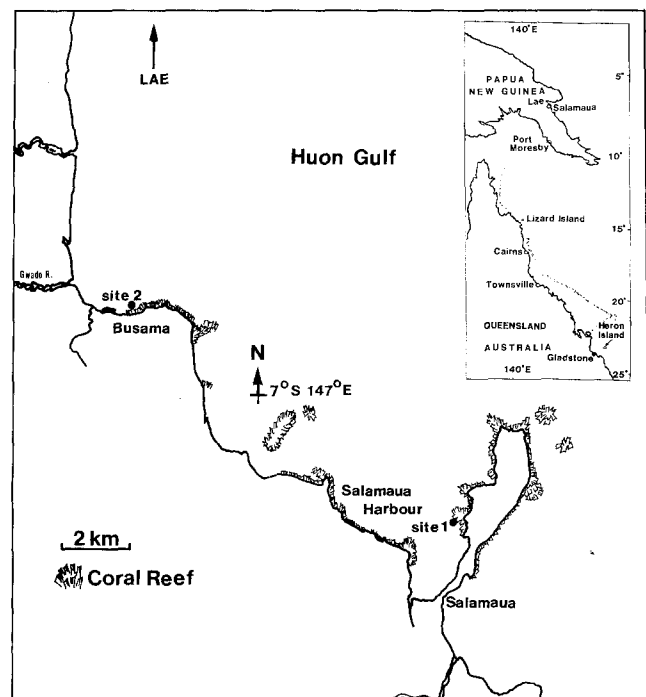 LAE
Huon Gulf
Gwado R.
site 2
Busama
N
7°S 147°E
Salamaua
Harbour
site 1
2 km
Coral Reef
Salamaua
140°E
PAPUA
NEW GUINEA
Lae
Salamaua
Port
Moresby
5°
10°
Lizard Island
15°
Cairns
Townsville
20°
QUEENSLAND
Heron
Island
AUSTRALIA
Gladstone
140°E
25°